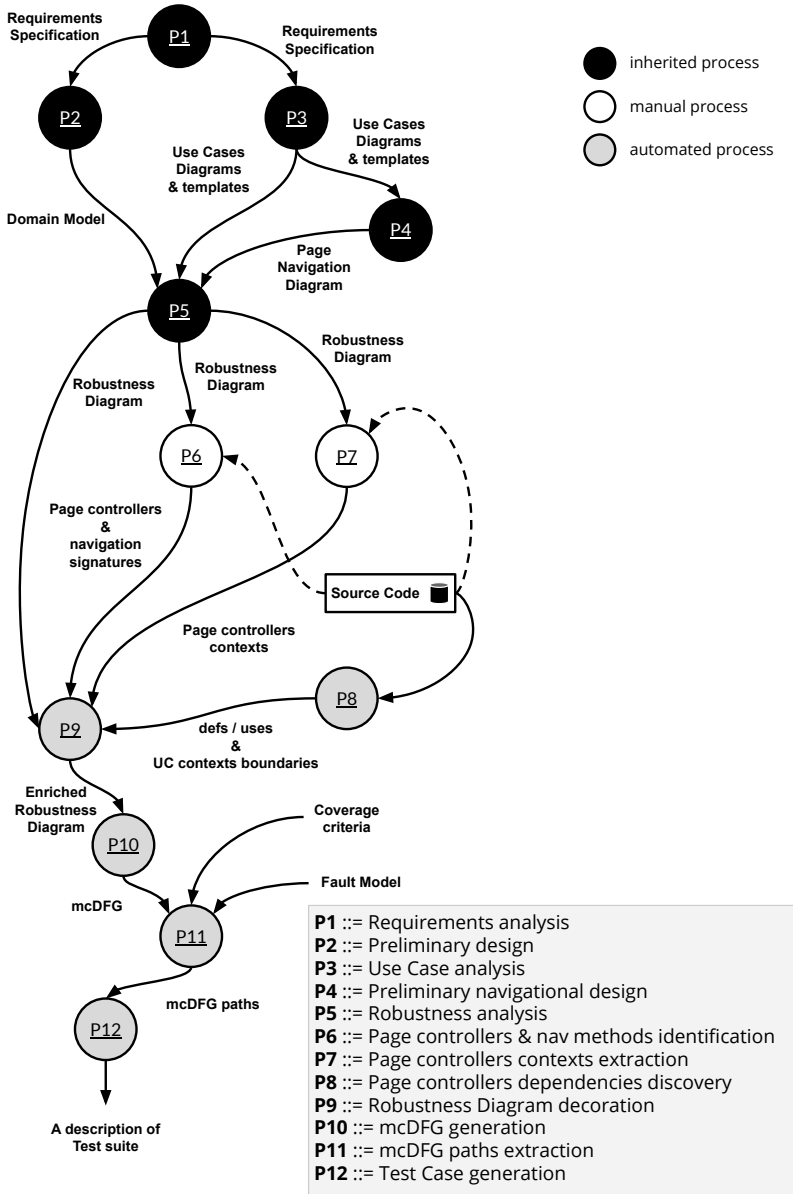 Requirements
Specification
P1
Requirements
Specification
inherited process
manual process
automated process
P2
P3
Use Cases
Diagrams
& templates
Use Cases
Diagrams
& templates
Domain Model
P4
Page
Navigation
Diagram
P5
Robustness
Diagram
Robustness
Diagram
Robustness
Diagram
P6
P7
Page controllers
&
navigation
signatures
Source Code
Page controllers
contexts
P8
P9
defs / uses
&
UC contexts boundaries
Enriched
Robustness
Diagram
P10
Coverage
criteria
mcDFG
Fault Model
P11
mcDFG paths
P12
A description of
Test suite
P1 ::= Requirements analysis
P2 ::= Preliminary design
P3 ::= Use Case analysis
P4 ::= Preliminary navigational design
P5 ::= Robustness analysis
P6 ::= Page controllers & nav methods identification
P7 ::= Page controllers contexts extraction
P8 ::= Page controllers dependencies discovery
P9 ::= Robustness Diagram decoration
P10 ::= mcDFG generation
P11 ::= mcDFG paths extraction
P12 ::= Test Case generation